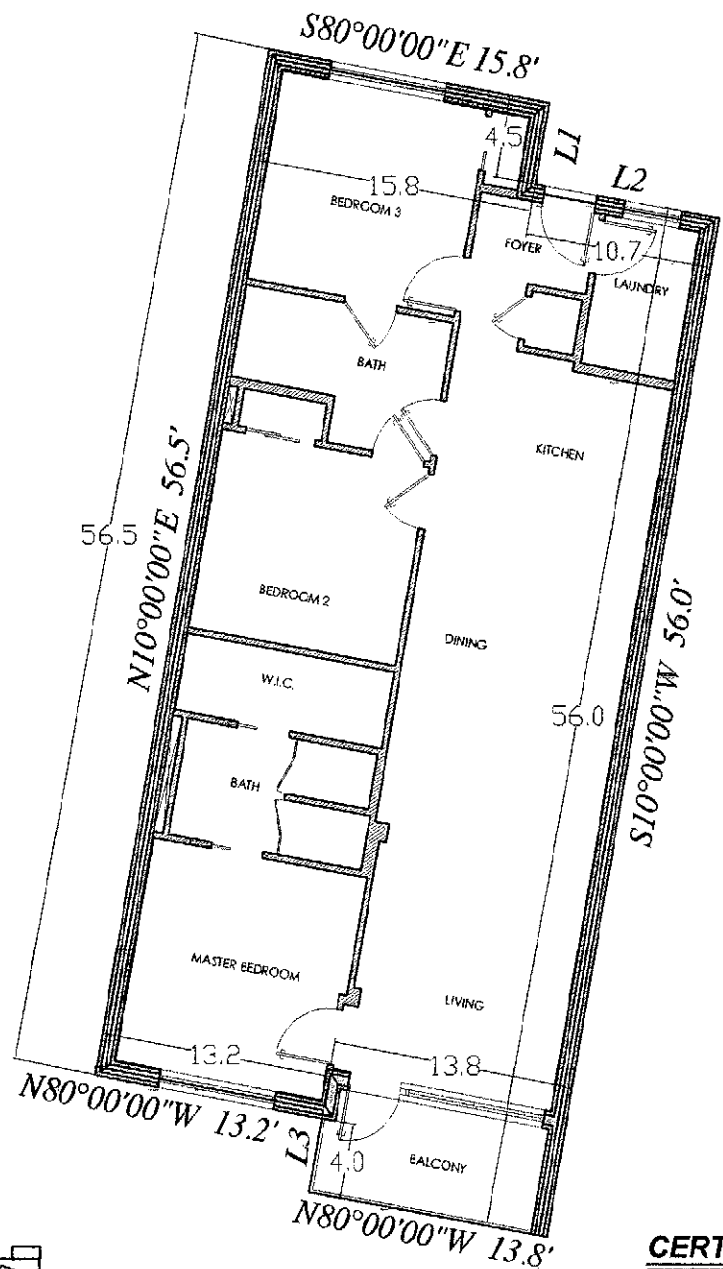 S80°00'00"E 15.8'
4.5
L1
L2
15.8
BEDROOM 3
FOYER
10.7
LAUNDRY
BATH
KITCHEN
56.5
N10°00'00"E 56.5'
BEDROOM 2
DINING
W.I.C.
56.0
S10°00'00"W 56.0'
BATH
MASTER BEDROOM
LIVING
13.2
13.8
N80°00'00"W 13.2'
L3
4.0
BALCONY
N80°00'00"W 13.8'
CERT